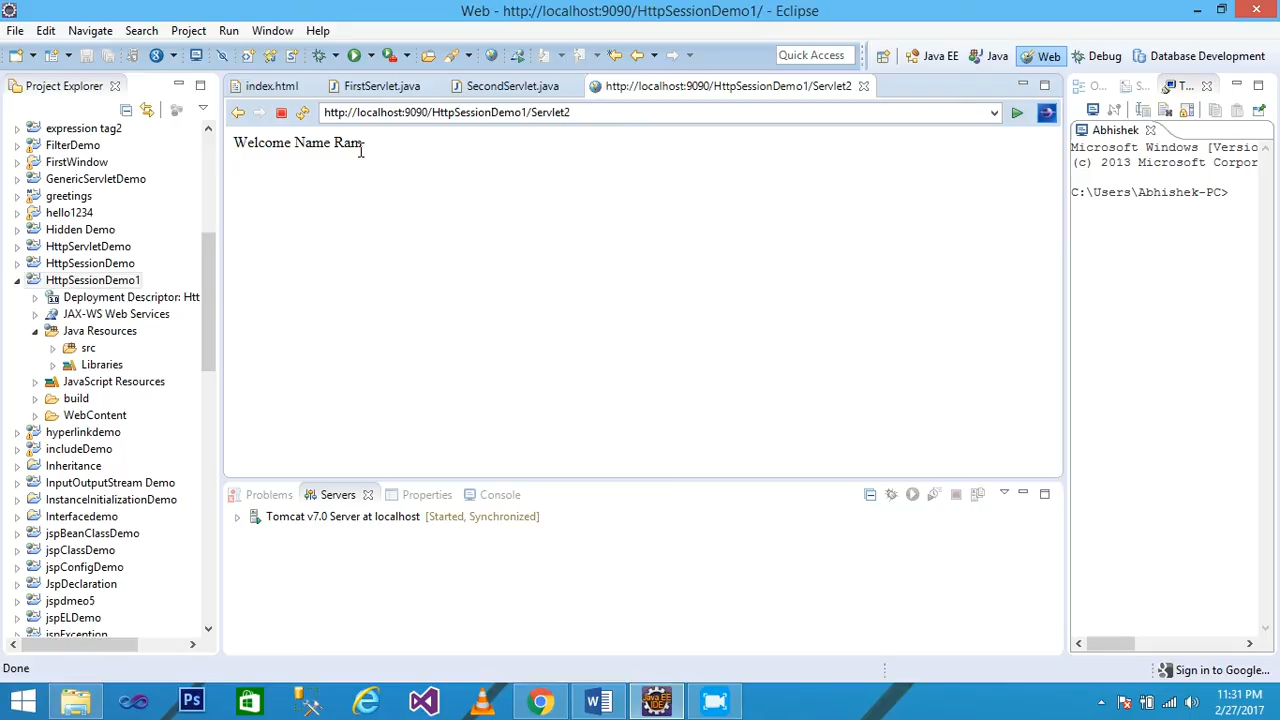 Web - http://localhost:9090/HttpSessionDemo1/ - Eclipse
File Edit Navigate Search Project Run Window Help
Quick Access
Java EE
Java
Web
Debug
Database Development
Project Explorer
index.html
FirstServlet.java
SecondServlet.java
http://localhost:9090/HttpSessionDemo1/Servlet2
O...
S...
T...
http://localhost:9090/HttpSessionDemo1/Servlet2
Abhishek
Microsoft Windows [Versio
(c) 2013 Microsoft Corpor
C:\Users\Abhishek-PC>
Welcome Name Ram
expression tag2
FilterDemo
FirstWindow
GenericServletDemo
greetings
hello1234
Hidden Demo
HttpServletDemo
HttpSessionDemo
HttpSessionDemo1
Deployment Descriptor: Htt
JAX-WS Web Services
Java Resources
src
Libraries
JavaScript Resources
build
WebContent
hyperlinkdemo
includeDemo
Inheritance
InputOutputStream Demo
InstanceInitializationDemo
Interfacedemo
jspBeanClassDemo
jspClassDemo
jspConfigDemo
JspDeclaration
jspdmeo5
jspELDemo
jspException
Problems
Servers
Properties
Console
Tomcat v7.0 Server at localhost [Started, Synchronized]
Done
Sign in to Google...
11:31 PM
2/27/2017